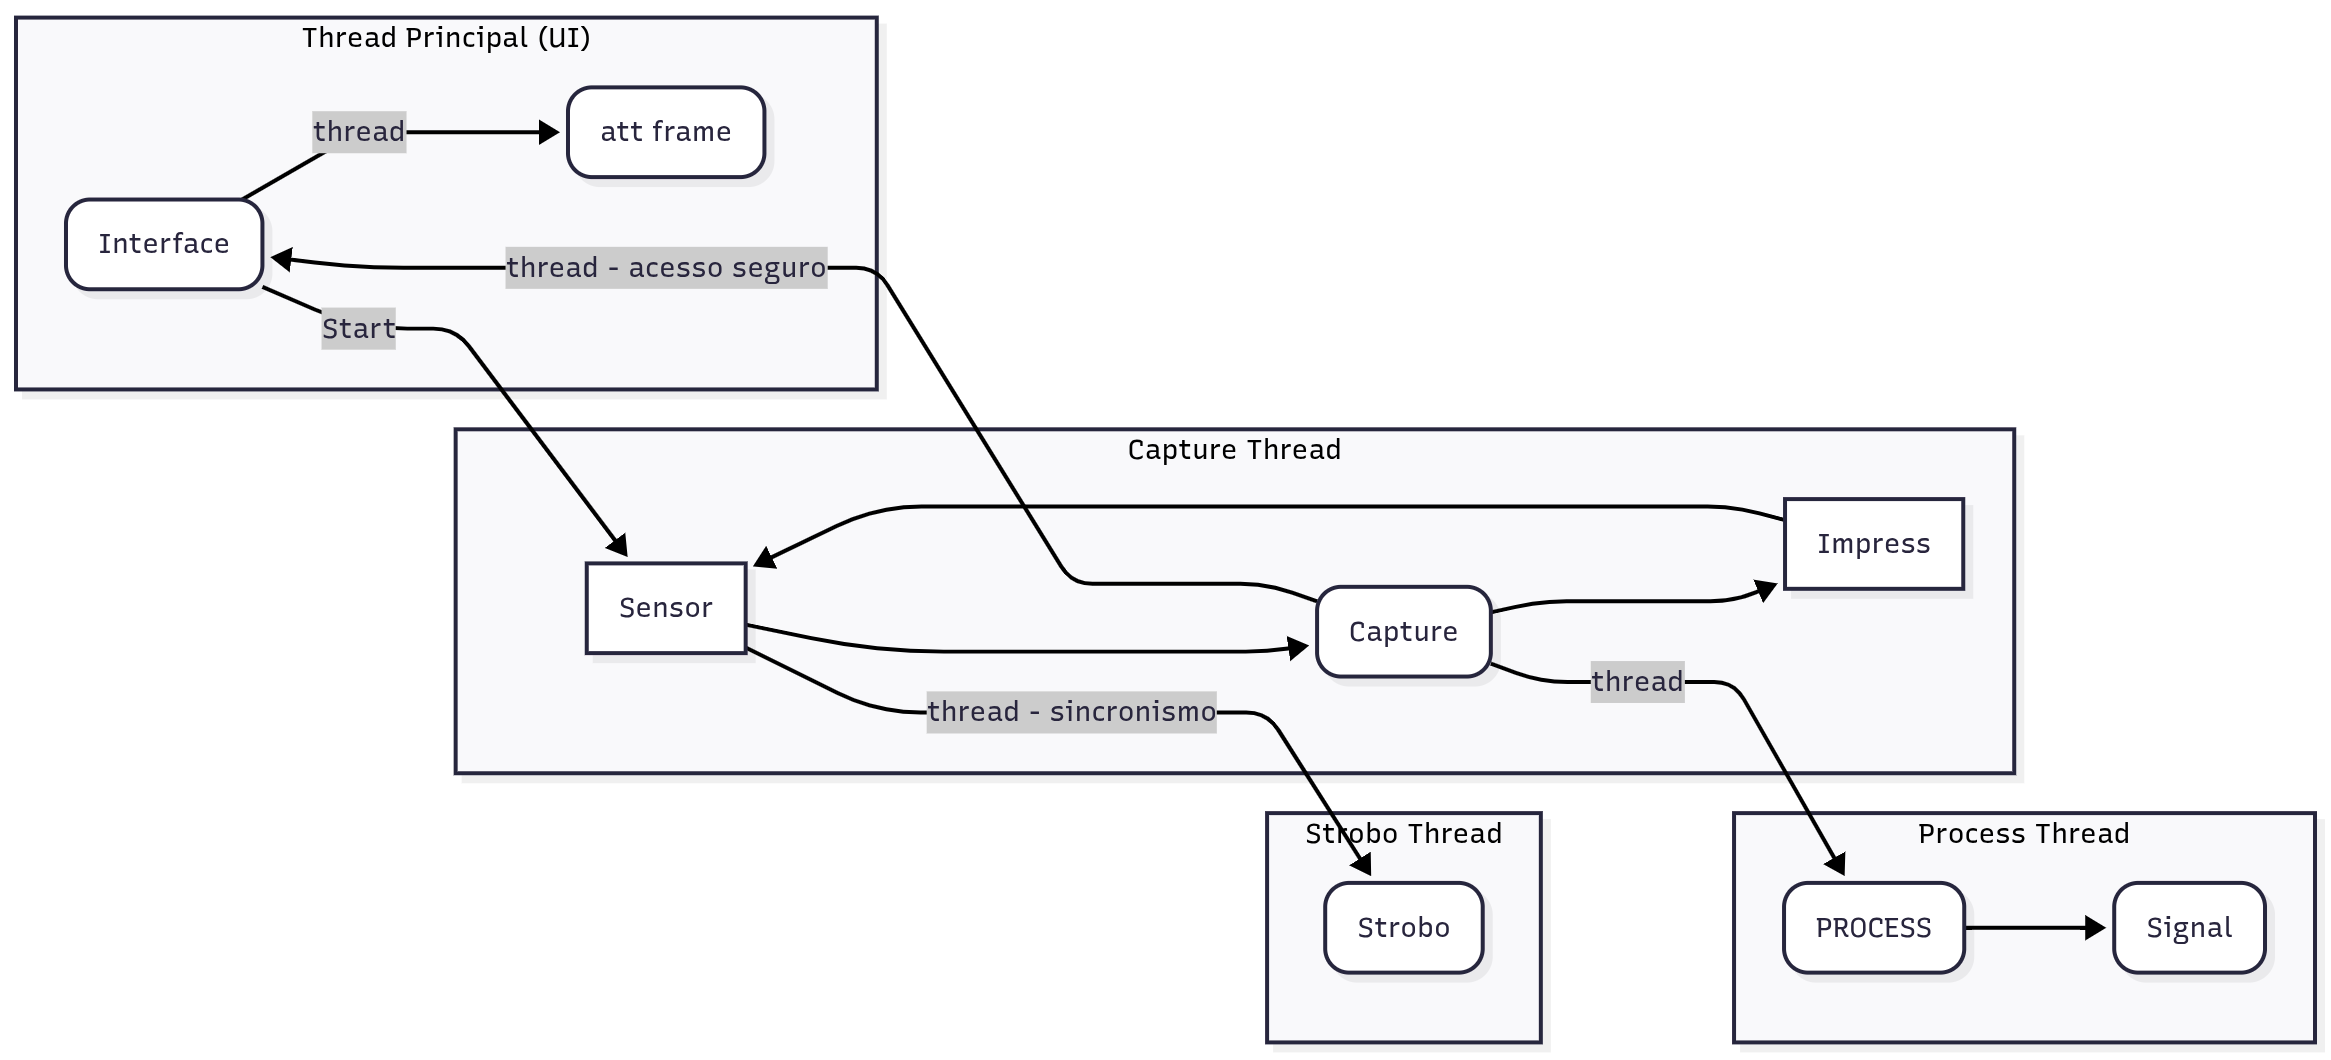 Thread Principal (UI)
thread
att frame
Interface
thread - acesso seguro
Start
Capture Thread
Impress
Sensor
Capture
thread
thread - sincronismo
Strobo Thread
Process Thread
Strobo
PROCESS
Signal